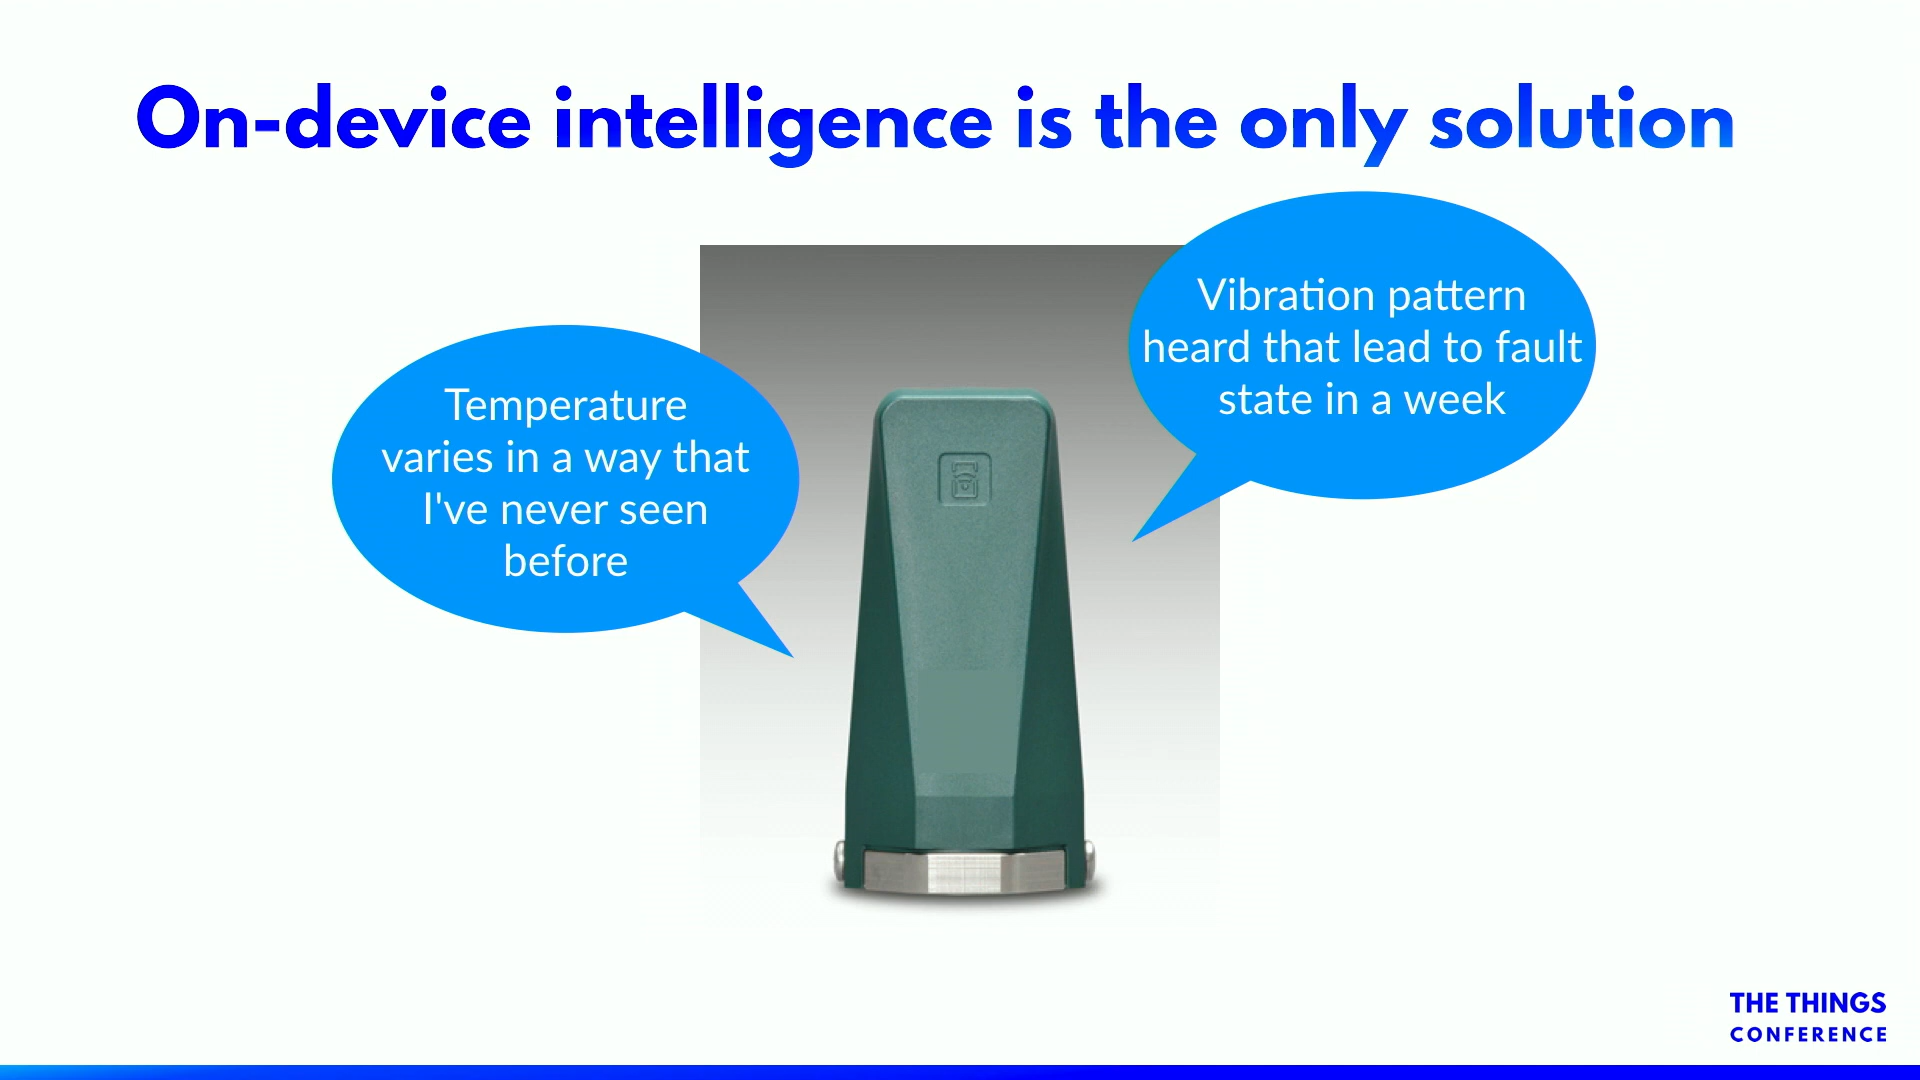 On-device intelligence is the only solution
Temperature
varies in a way that
I've never seen
before
Vibration pattern
heard that lead to fault
state in a week
THE THINGS
CONFERENCE